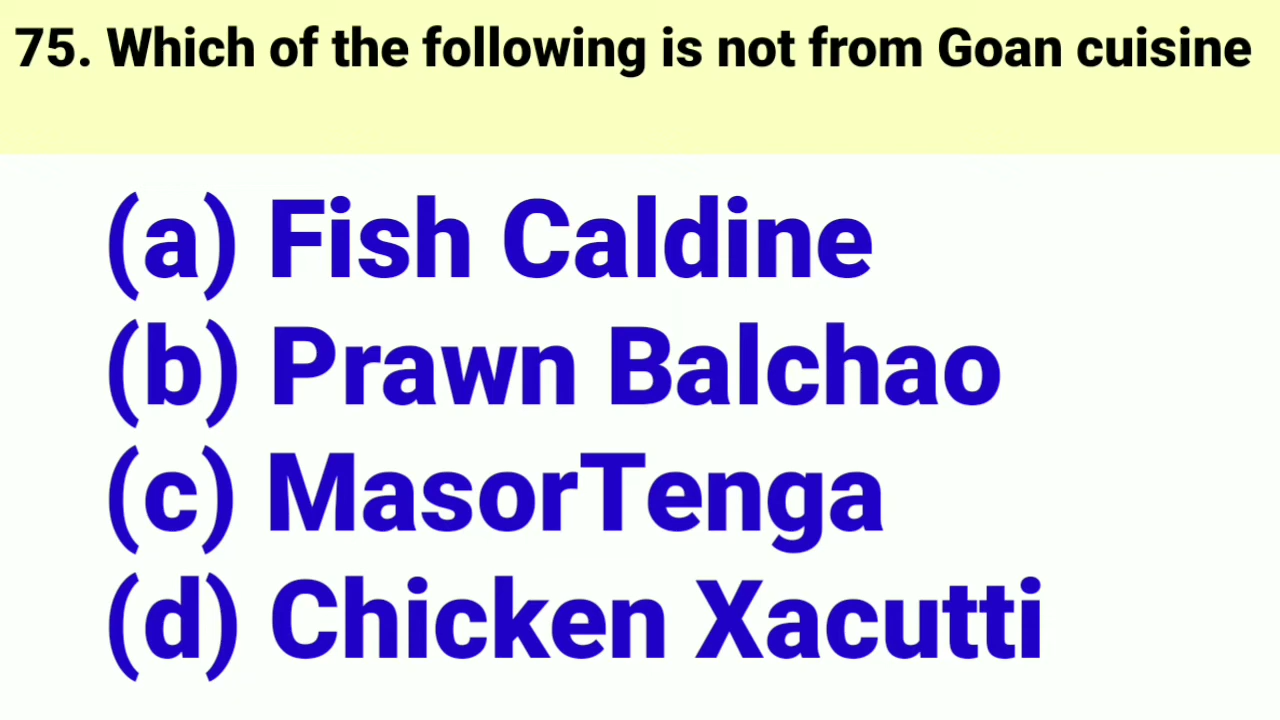 75. Which of the following is not from Goan cuisine
(a) Fish Caldine
(b) Prawn Balchao
(c) MasorTenga
(d) Chicken Xacutti